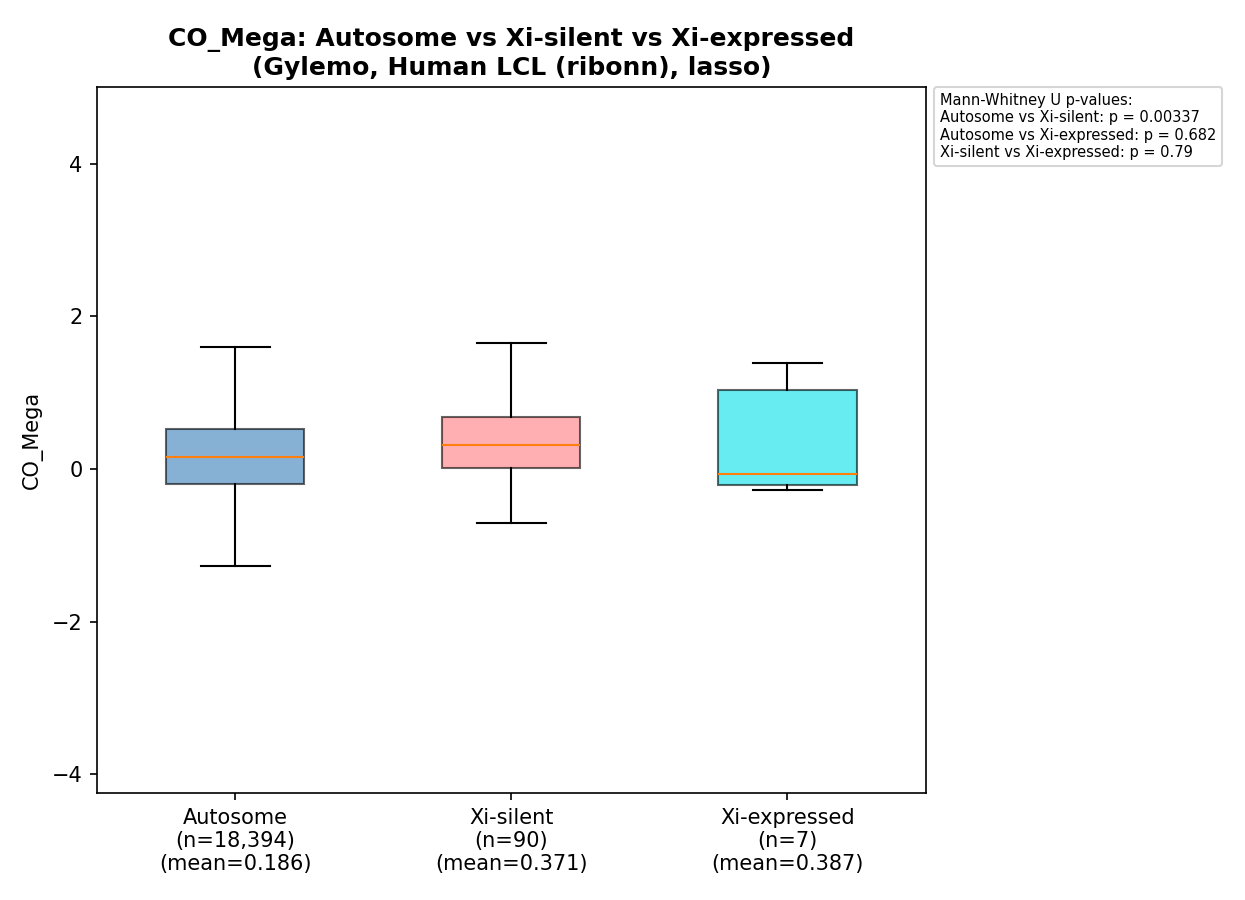 CO_Mega: Autosome vs Xi-silent vs Xi-expressed
(Gylemo, Human LCL (ribonn), lasso)
Mann-Whitney U p-values:
Autosome vs Xi-silent: p = 0.00337
Autosome vs Xi-expressed: p = 0.682
Xi-silent vs Xi-expressed: p = 0.79
CO_Mega
4
2
0
−2
−4
Autosome
(n=18,394)
(mean=0.186)
Xi-silent
(n=90)
(mean=0.371)
Xi-expressed
(n=7)
(mean=0.387)